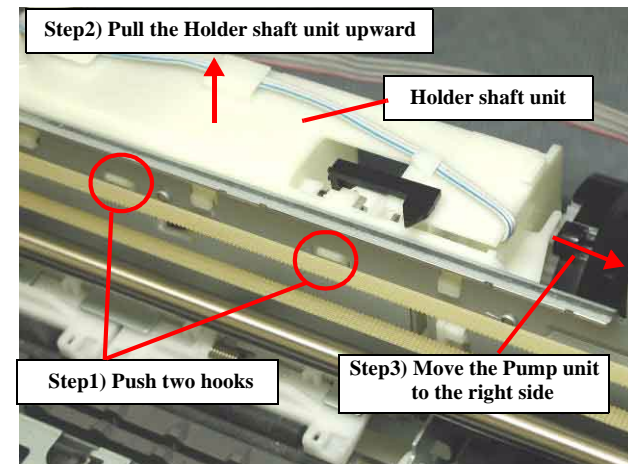 Step2) Pull the Holder shaft unit upward
Holder shaft unit
Step1) Push two hooks
Step3) Move the Pump unit
to the right side